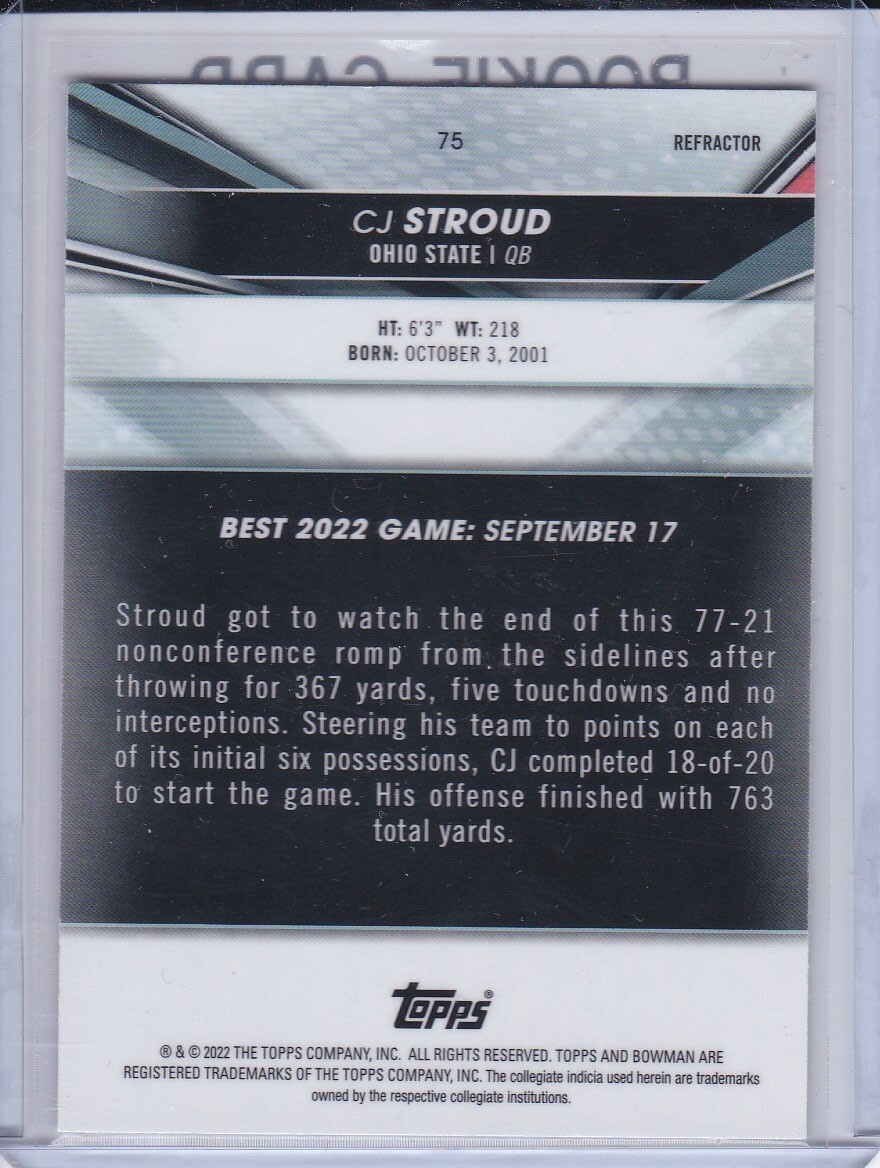 ROOKIE CARD
75
REFRACTOR
CJ STROUD
OHIO STATE | QB
HT: 6'3" WT: 218
BORN: OCTOBER 3, 2001
BEST 2022 GAME: SEPTEMBER 17
Stroud got to watch the end of this 77-21
nonconference romp from the sidelines after
throwing for 367 yards, five touchdowns and no
interceptions. Steering his team to points on each
of its initial six possessions, CJ completed 18-of-20
to start the game. His offense finished with 763
total yards.
Topps®
® & © 2022 THE TOPPS COMPANY, INC. ALL RIGHTS RESERVED. TOPPS AND BOWMAN ARE
REGISTERED TRADEMARKS OF THE TOPPS COMPANY, INC. The collegiate indicia used herein are trademarks
owned by the respective collegiate institutions.